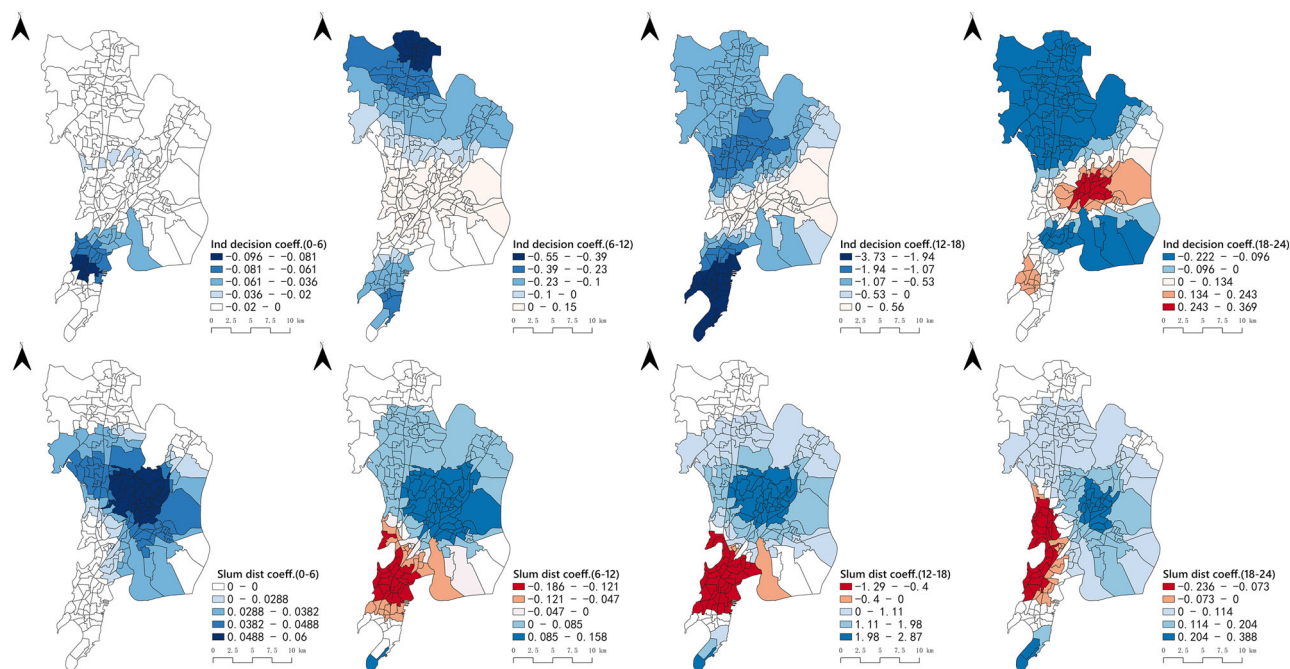 Ind decision coeff.(0-6)
-0.096 - -0.081
-0.081 - -0.061
-0.061 - -0.036
-0.036 - -0.02
-0.02 - 0
0 2.5 5 7.5 10 km
Ind decision coeff.(6-12)
-0.55 - -0.39
-0.39 - -0.23
-0.23 - -0.1
-0.1 - 0
0 - 0.15
0 2.5 5 7.5 10 km
Ind decision coeff.(12-18)
-3.73 - -1.94
-1.94 - -1.07
-1.07 - -0.53
-0.53 - 0
0 - 0.56
0 2.5 5 7.5 10 km
Ind decision coeff.(18-24)
-0.222 - -0.096
-0.096 - 0
0 - 0.134
0.134 - 0.243
0.243 - 0.369
0 2.5 5 7.5 10 km
Slum dist coeff.(0-6)
0 - 0
0 - 0.0288
0.0288 - 0.0382
0.0382 - 0.0488
0.0488 - 0.06
0 2.5 5 7.5 10 km
Slum dist coeff.(6-12)
-0.186 - -0.121
-0.121 - -0.047
-0.047 - 0
0 - 0.085
0.085 - 0.158
0 2.5 5 7.5 10 km
Slum dist coeff.(12-18)
-1.29 - -0.4
-0.4 - 0
0 - 1.11
1.11 - 1.98
1.98 - 2.87
0 2.5 5 7.5 10 km
Slum dist coeff.(18-24)
-0.236 - -0.073
-0.073 - 0
0 - 0.114
0.114 - 0.204
0.204 - 0.388
0 2.5 5 7.5 10 km